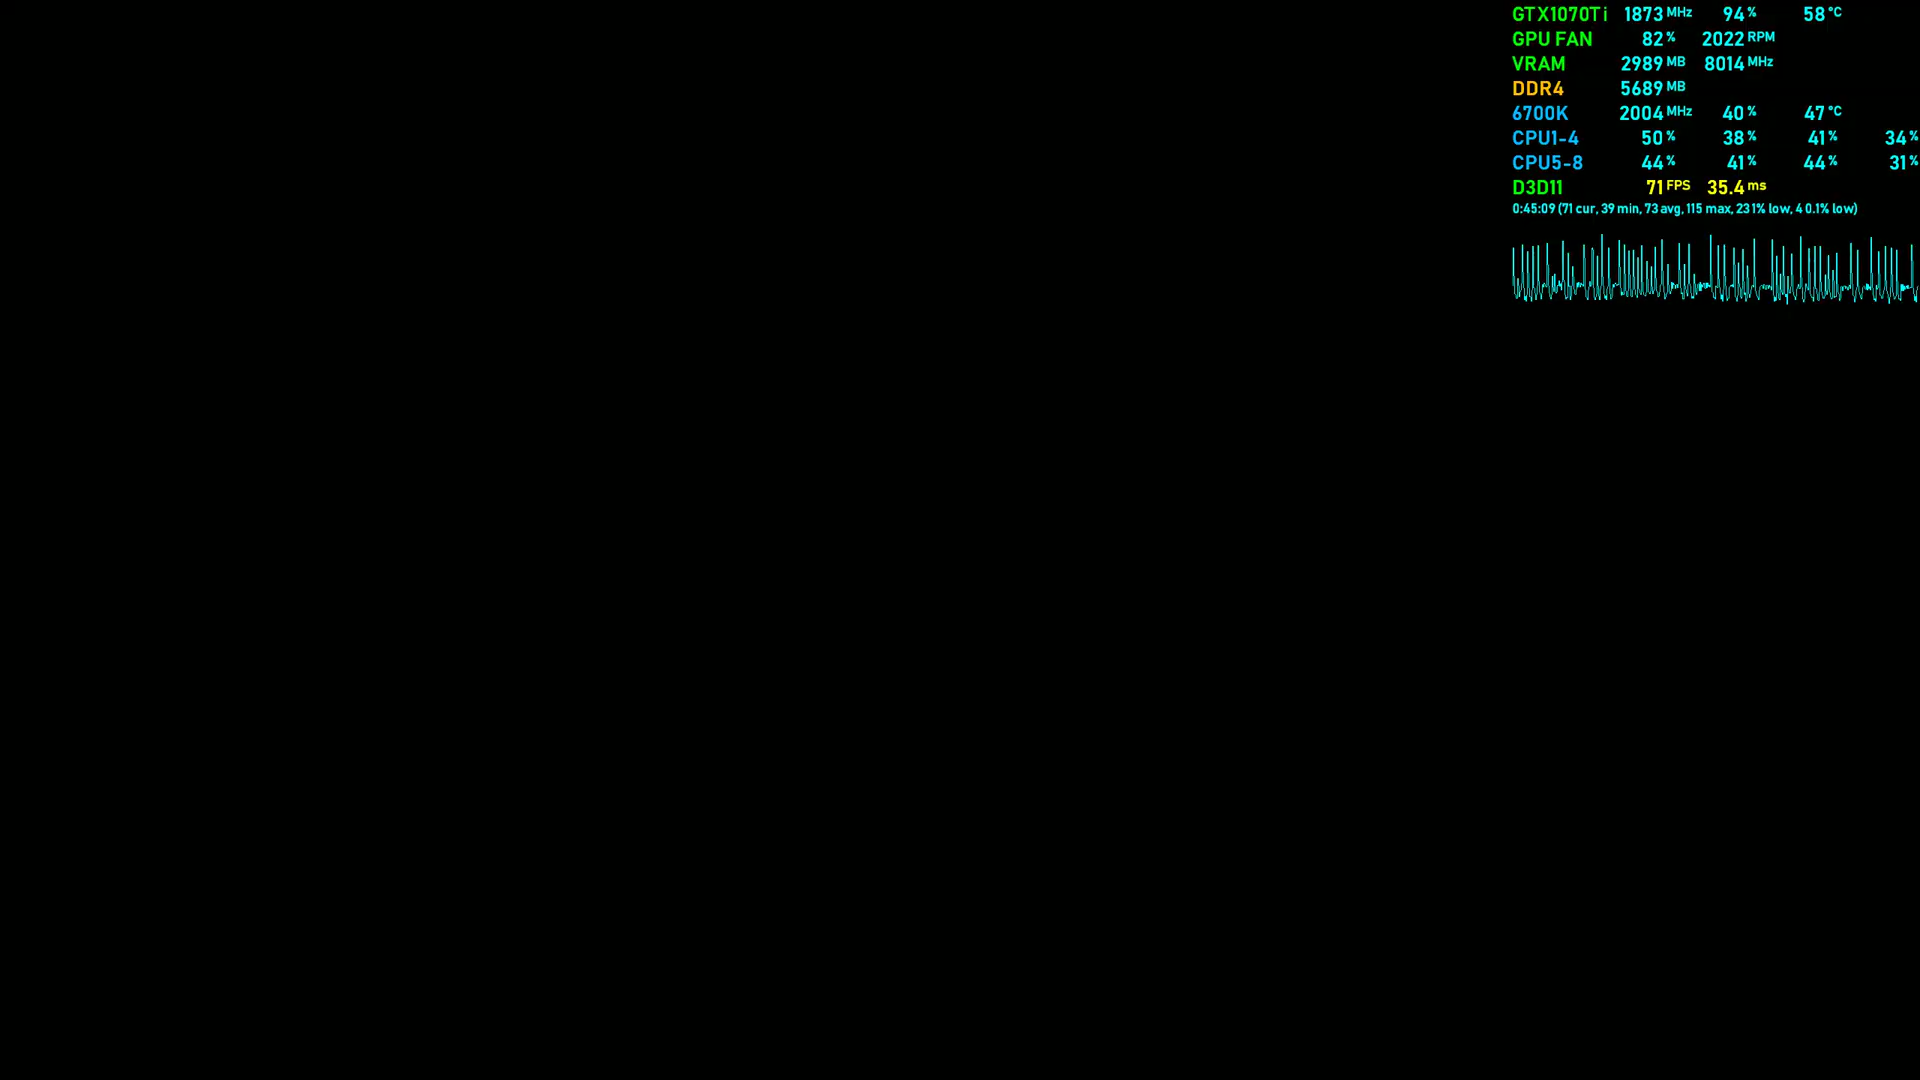 GTX1070Ti 1873 MHz 94 % 58 °C
GPU FAN 82 % 2022 RPM
VRAM 2989 MB 8014 MHz
DDR4 5689 MB
6700K 2004 MHz 40 % 47 °C
CPU1-4 50 % 38 % 41 % 34 %
CPU5-8 44 % 41 % 44 % 31 %
D3D11 71 FPS 35.4 ms
0:45:09 (71 cur, 39 min, 73 avg, 115 max, 23 1% low, 4 0.1% low)